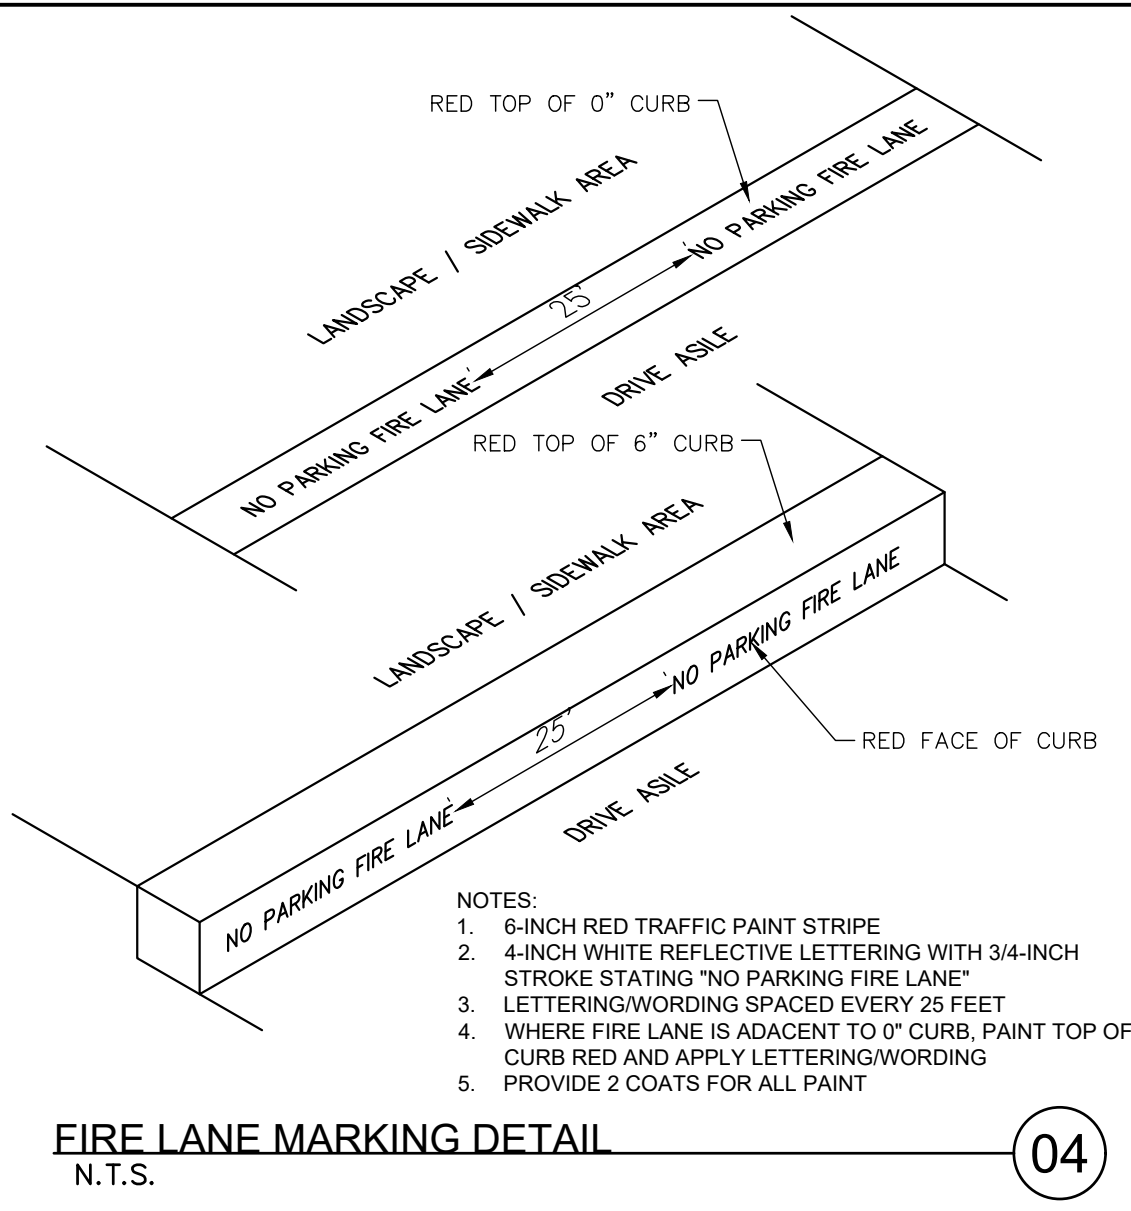 RED TOP OF 0" CURB
LANDSCAPE / SIDEWALK AREA
NO PARKING FIRE LANE
25'
NO PARKING FIRE LANE
DRIVE ASILE
RED TOP OF 6" CURB
LANDSCAPE / SIDEWALK AREA
NO PARKING FIRE LANE
25'
NO PARKING FIRE LANE
RED FACE OF CURB
DRIVE ASILE
NOTES:
1. 6-INCH RED TRAFFIC PAINT STRIPE
2. 4-INCH WHITE REFLECTIVE LETTERING WITH 3/4-INCH
STROKE STATING "NO PARKING FIRE LANE"
3. LETTERING/WORDING SPACED EVERY 25 FEET
4. WHERE FIRE LANE IS ADACENT TO 0" CURB, PAINT TOP OF
CURB RED AND APPLY LETTERING/WORDING
5. PROVIDE 2 COATS FOR ALL PAINT
FIRE LANE MARKING DETAIL
N.T.S.
04